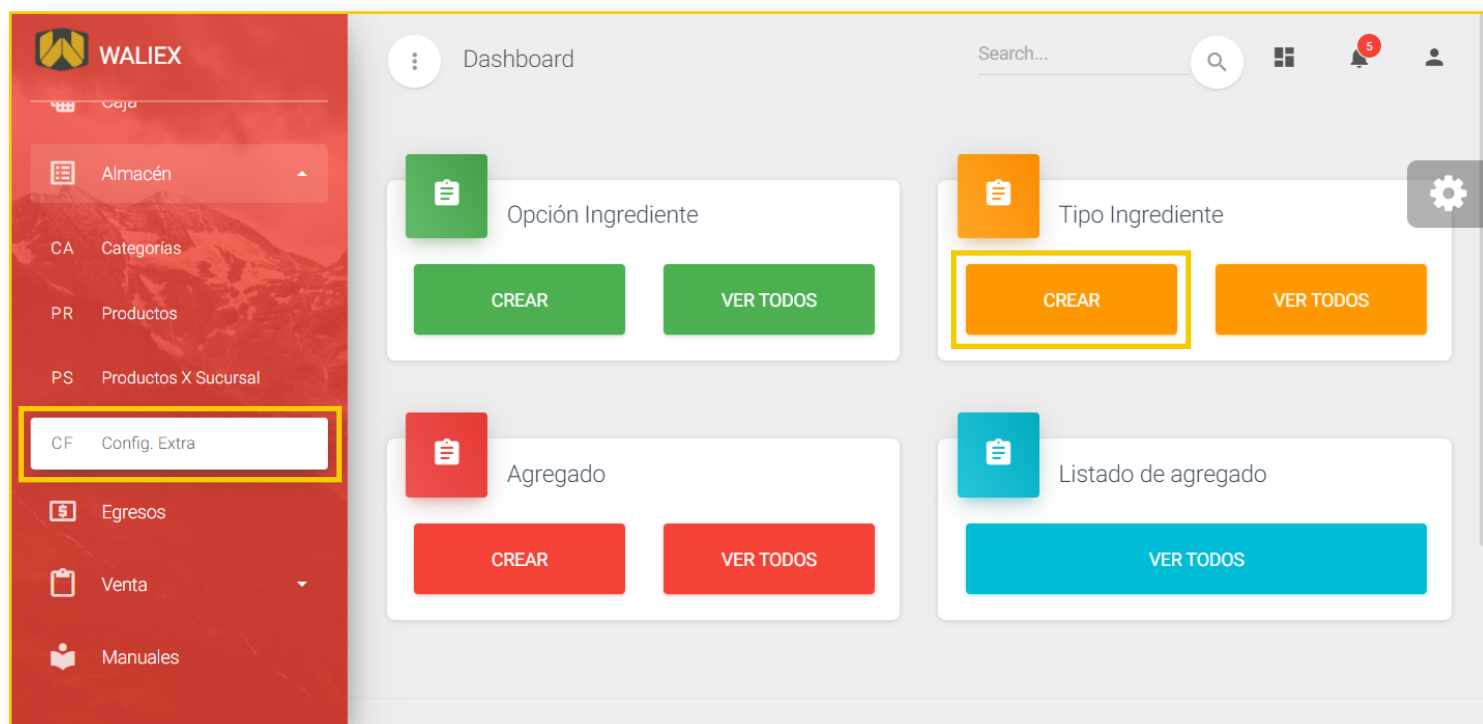 WALIEX
Caja
Almacén
CA Categorías
PR Productos
PS Productos X Sucursal
CF Config. Extra
Egresos
Venta
Manuales
Dashboard
Search...
5
Opción Ingrediente
CREAR VER TODOS
Tipo Ingrediente
CREAR VER TODOS
Agregado
CREAR VER TODOS
Listado de agregado
VER TODOS